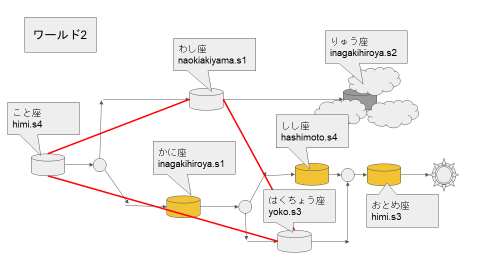 ワールド2
わし座
naokiakiyama.s1
りゅう座
inagakihiroya.s2
こと座
himi.s4
かに座
inagakihiroya.s1
しし座
hashimoto.s4
はくちょう座
yoko.s3
おとめ座
himi.s3